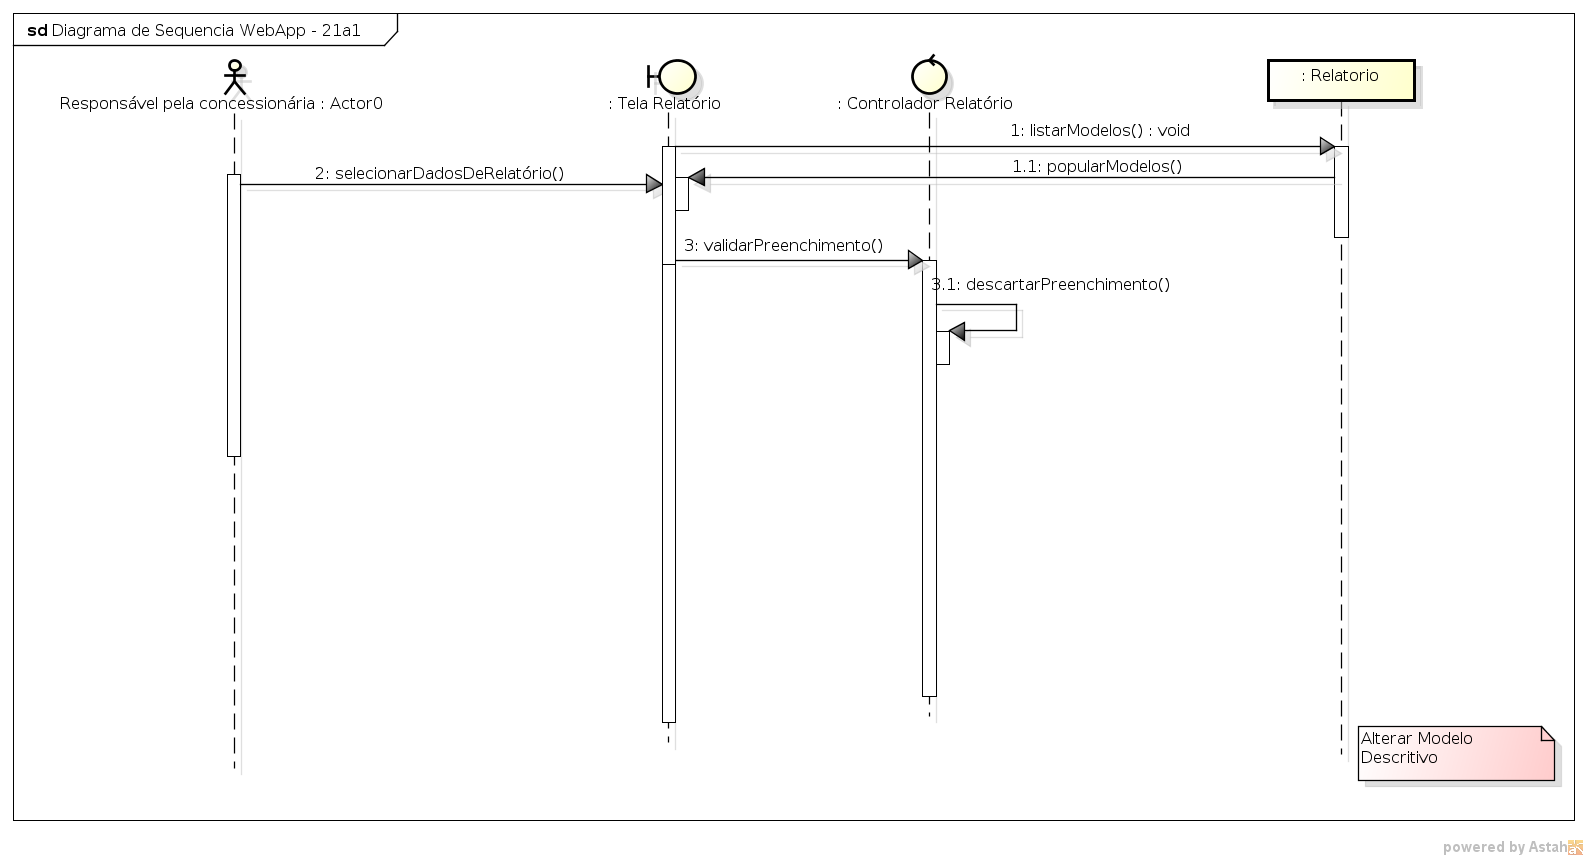 sd Diagrama de Sequencia WebApp - 21a1
Responsável pela concessionária : Actor0
: Tela Relatório
: Controlador Relatório
: Relatorio
1: listarModelos() : void
1.1: popularModelos()
2: selecionarDadosDeRelatório()
3: validarPreenchimento()
3.1: descartarPreenchimento()
Alterar Modelo
Descritivo
powered by Astah